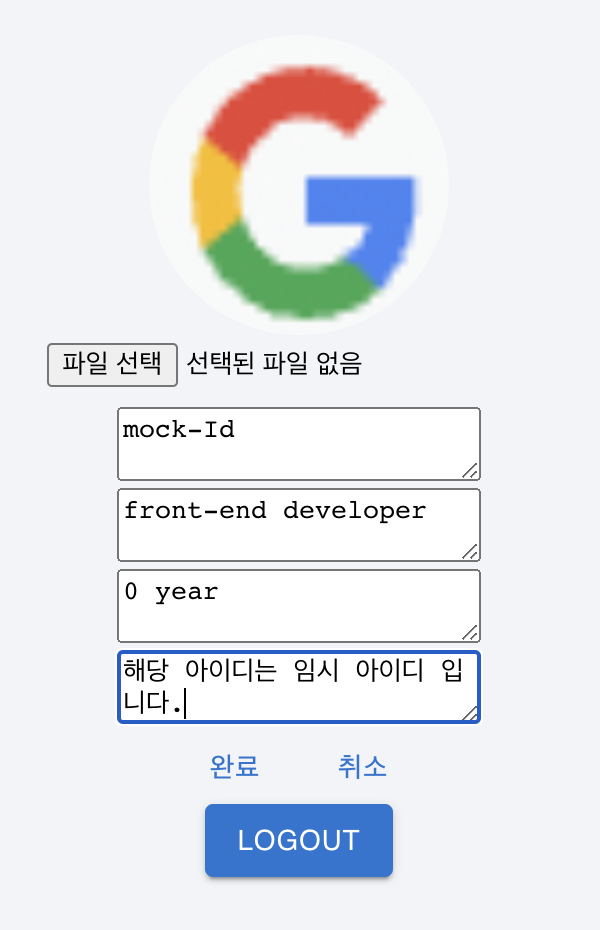 파일 선택 선택된 파일 없음
mock-Id
front-end developer
0 year
해당 아이디는 임시 아이디 입
니다.
완료 취소
LOGOUT